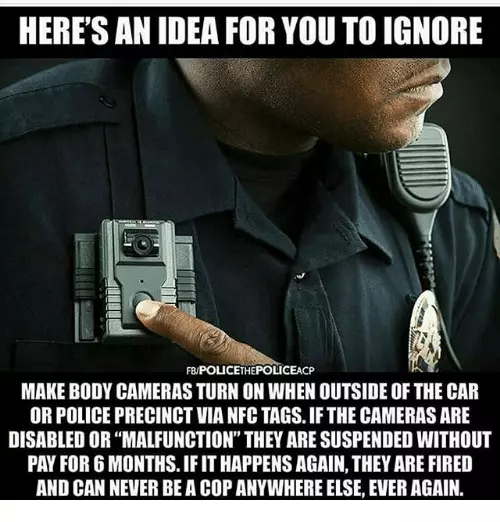 HERE'S AN IDEA FOR YOU TO IGNORE
FB/POLICETHEPOLICEACP
MAKE BODY CAMERAS TURN ON WHEN OUTSIDE OF THE CAR
OR POLICE PRECINCT VIA NFC TAGS. IF THE CAMERAS ARE
DISABLED OR "MALFUNCTION" THEY ARE SUSPENDED WITHOUT
PAY FOR 6 MONTHS. IF IT HAPPENS AGAIN, THEY ARE FIRED
AND CAN NEVER BE A COP ANYWHERE ELSE, EVER AGAIN.